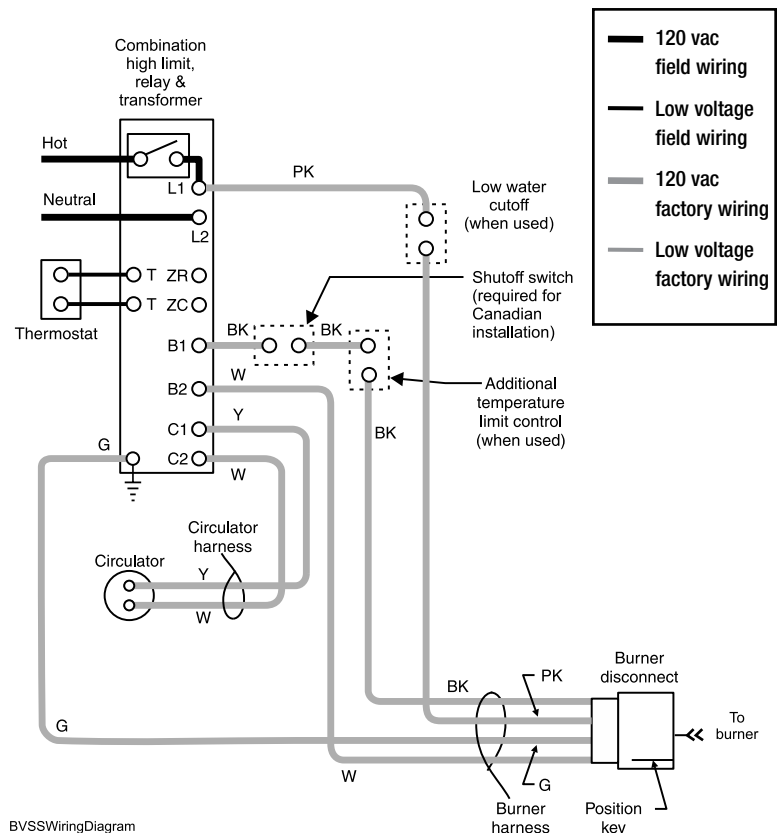 Combination
high limit,
relay &
transformer
120 vac
field wiring
Low voltage
field wiring
120 vac
factory wiring
Low voltage
factory wiring
Hot
L1
PK
Low water
cutoff
(when used)
Neutral
L2
T ZR
T ZC
Thermostat
Shutoff switch
(required for
Canadian
installation)
B1
BK
BK
B2
W
Additional
temperature
limit control
(when used)
BK
C1
Y
G
C2
W
Circulator
harness
Circulator
Y
W
Burner
disconnect
BK
PK
To
burner
G
W
G
Burner
harness
Position
key
BVSSWiringDiagram